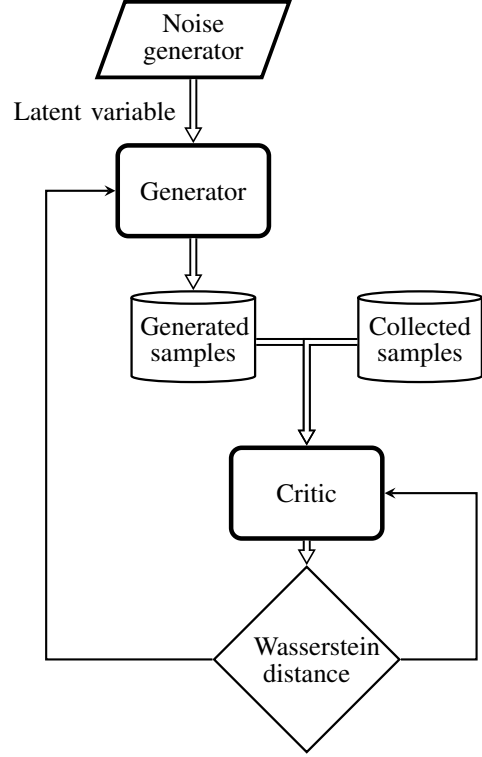 Noise
generator
Latent variable
Generator
Generated
samples
Collected
samples
Critic
Wasserstein
distance